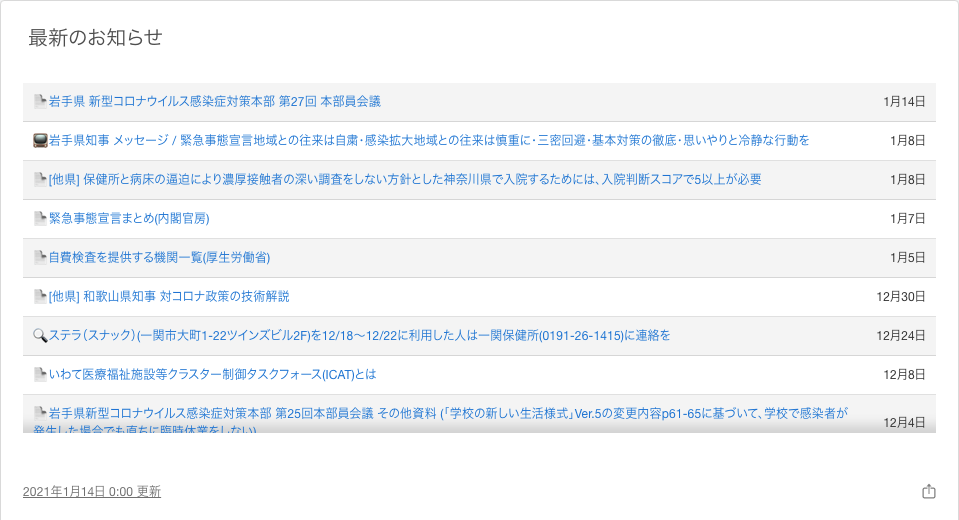 最新のお知らせ
岩手県 新型コロナウイルス感染症対策本部 第27回 本部員会議 1月14日
岩手県知事 メッセージ / 緊急事態宣言地域との往来は自粛・感染拡大地域との往来は慎重に・三密回避・基本対策の徹底・思いやりと冷静な行動を 1月8日
[他県] 保健所と病床の逼迫により濃厚接触者の深い調査をしない方針とした神奈川県で入院するためには、入院判断スコアで5以上が必要 1月8日
緊急事態宣言まとめ(内閣官房) 1月7日
自費検査を提供する機関一覧(厚生労働省) 1月5日
[他県] 和歌山県知事 対コロナ政策の技術解説 12月30日
ステラ（スナック）(一関市大町1-22ツインズビル2F)を12/18〜12/22に利用した人は一関保健所(0191-26-1415)に連絡を 12月24日
いわて医療福祉施設等クラスター制御タスクフォース(ICAT)とは 12月8日
岩手県新型コロナウイルス感染症対策本部 第25回本部員会議 その他資料 (「学校の新しい生活様式」Ver.5の変更内容p61-65に基づいて、学校で感染者が 12月4日
発生した場合でも直ちに臨時休業をしない)
2021年1月14日 0:00 更新